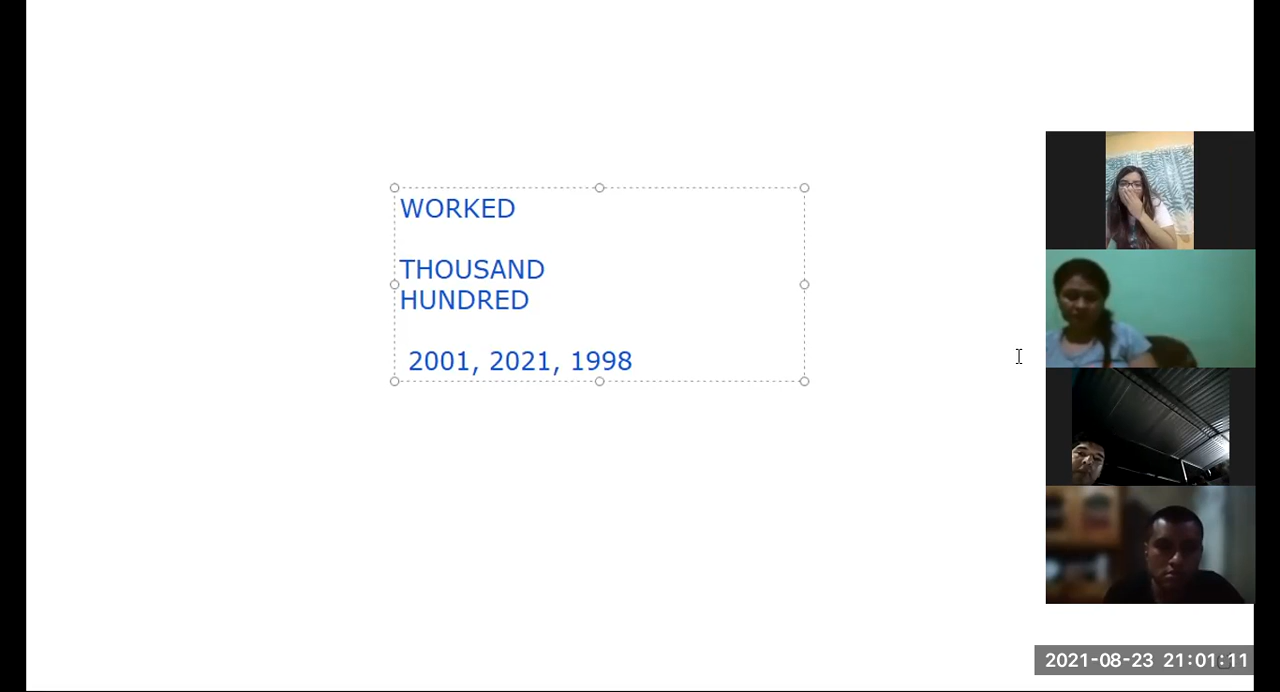 WORKED
THOUSAND
HUNDRED
2001, 2021, 1998
2021-08-23 21:01:11